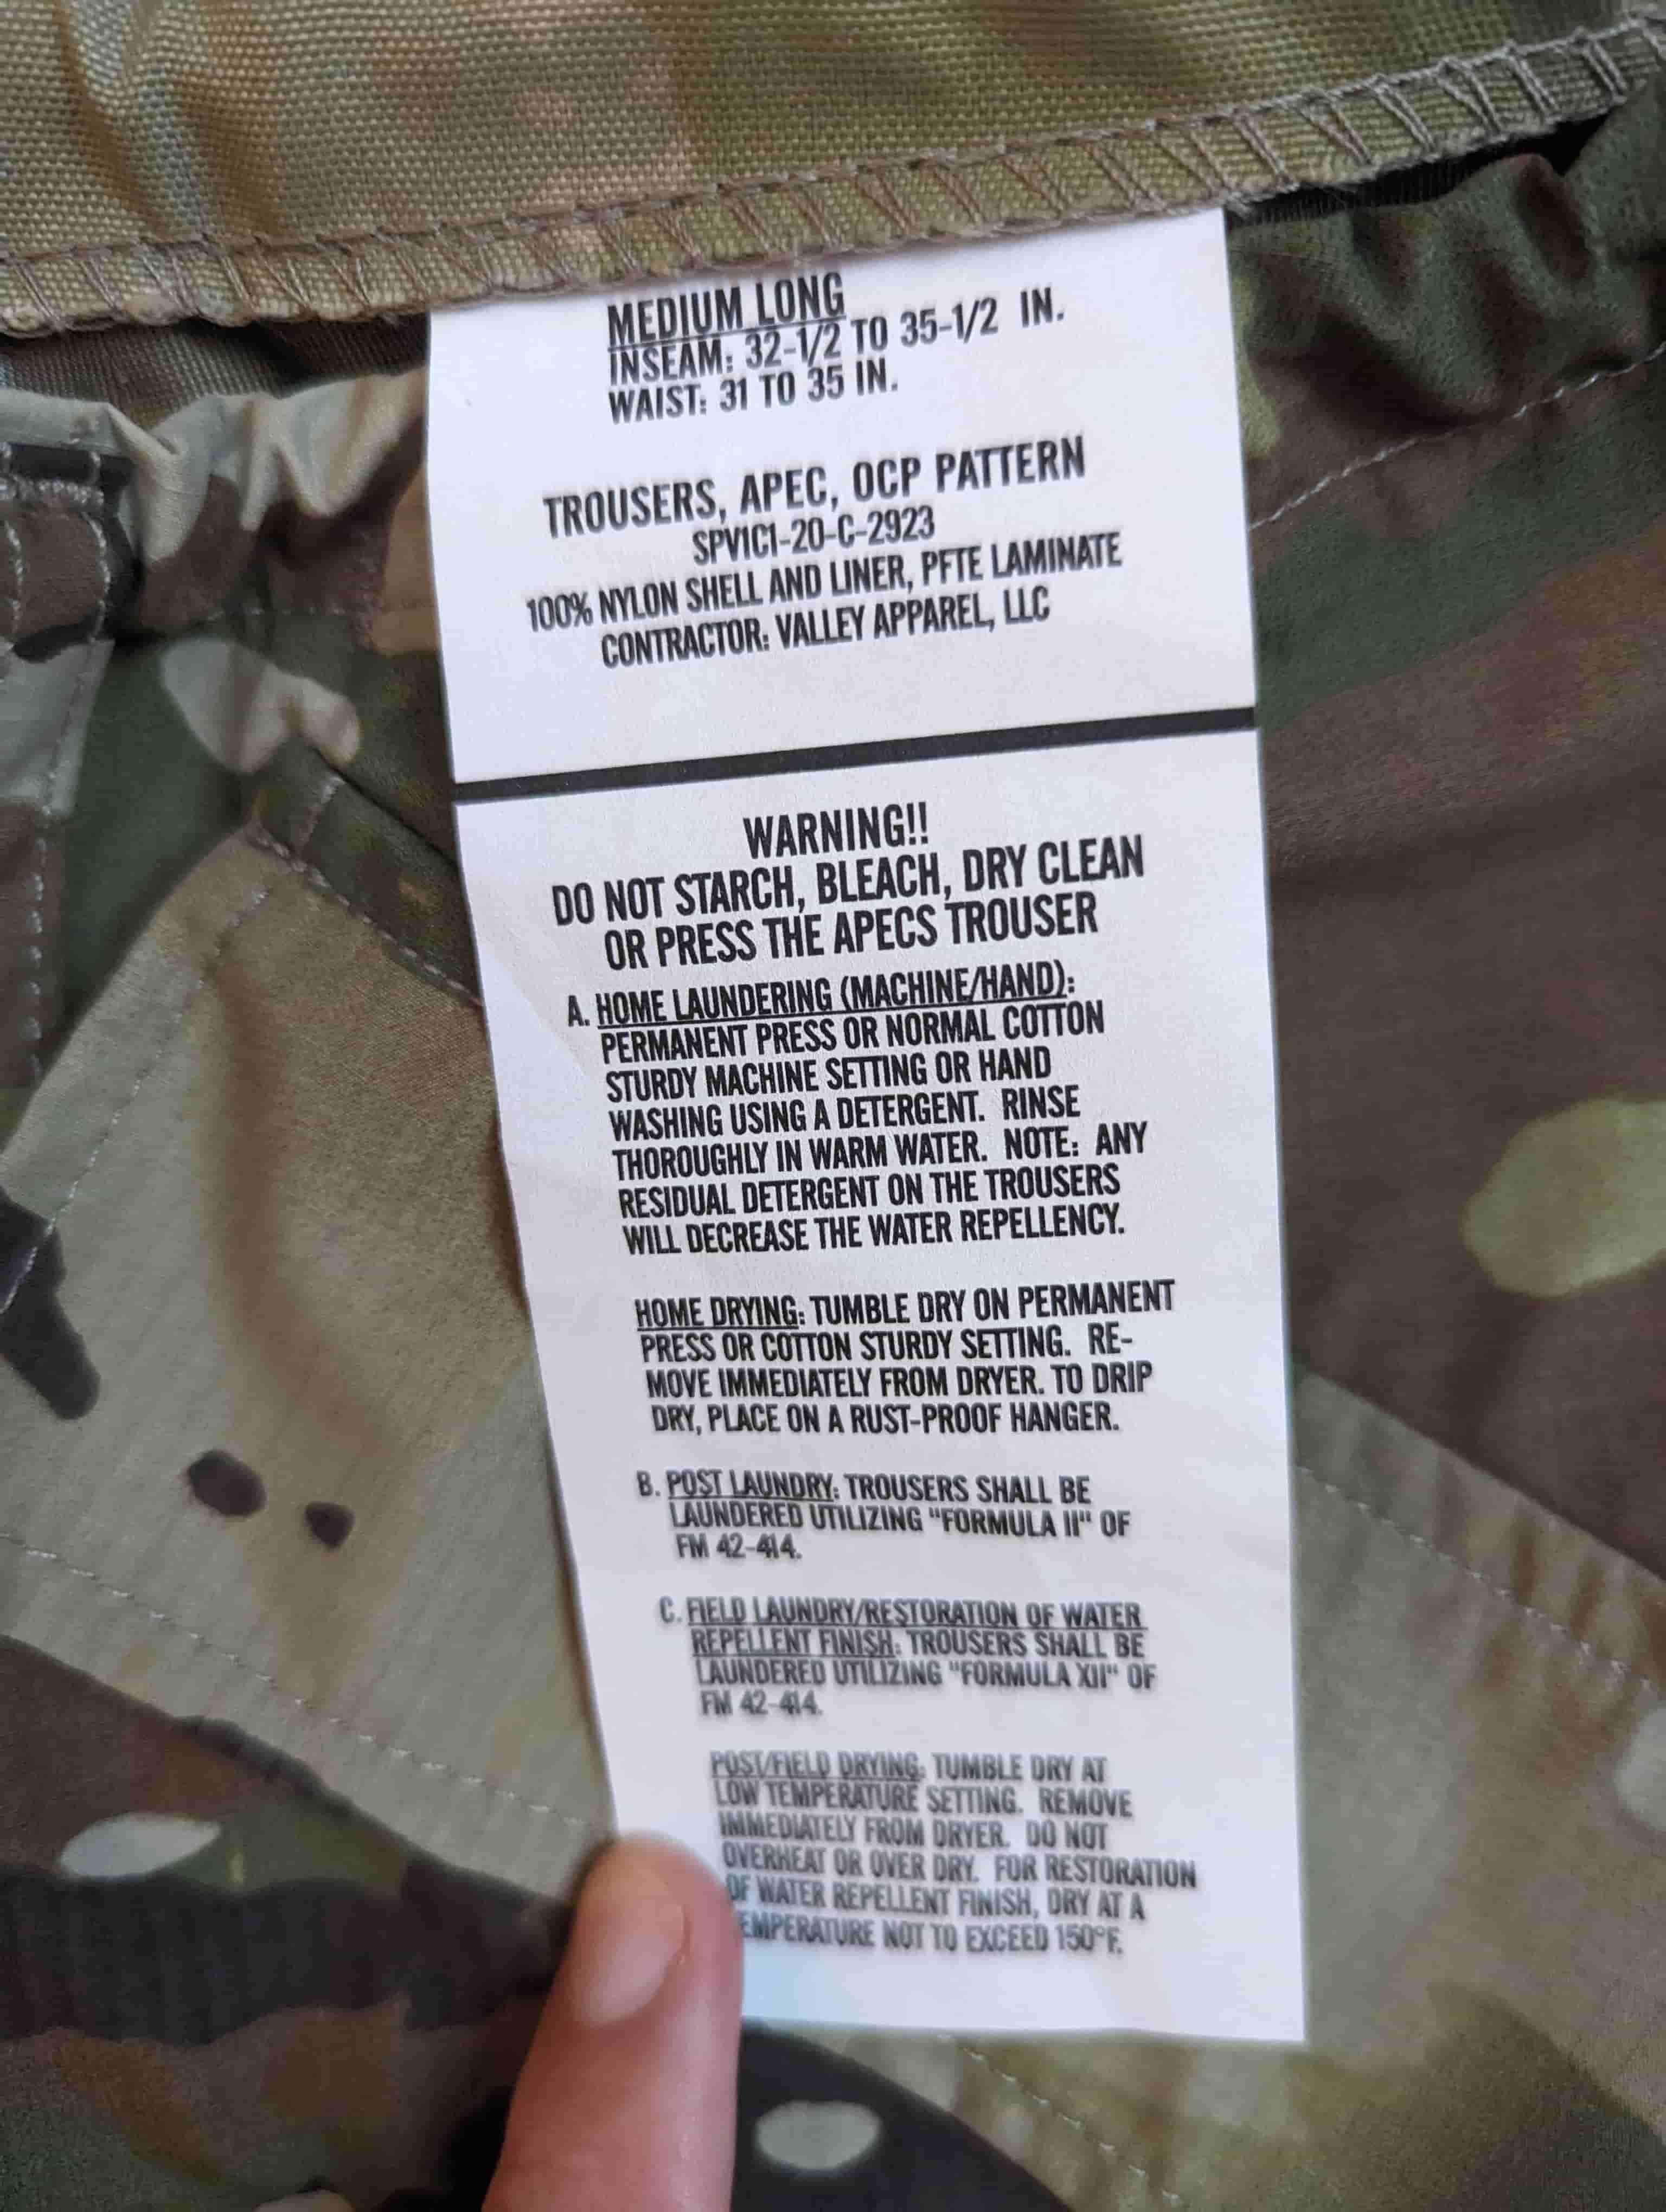 MEDIUM LONG
INSEAM: 32-1/2 TO 35-1/2 IN.
WAIST: 31 TO 35 IN.
TROUSERS, APEC, OCP PATTERN
SPV1C1-20-C-2923
100% NYLON SHELL AND LINER, PFTE LAMINATE
CONTRACTOR: VALLEY APPAREL, LLC
WARNING!!
DO NOT STARCH, BLEACH, DRY CLEAN
OR PRESS THE APECS TROUSER
A. HOME LAUNDERING (MACHINE/HAND):
PERMANENT PRESS OR NORMAL COTTON
STURDY MACHINE SETTING OR HAND
WASHING USING A DETERGENT. RINSE
THOROUGHLY IN WARM WATER. NOTE: ANY
RESIDUAL DETERGENT ON THE TROUSERS
WILL DECREASE THE WATER REPELLENCY.
HOME DRYING: TUMBLE DRY ON PERMANENT
PRESS OR COTTON STURDY SETTING. RE-
MOVE IMMEDIATELY FROM DRYER. TO DRIP
DRY, PLACE ON A RUST-PROOF HANGER.
B. POST LAUNDRY: TROUSERS SHALL BE
LAUNDERED UTILIZING "FORMULA II" OF
FM 42-414.
C. FIELD LAUNDRY/RESTORATION OF WATER
REPELLENT FINISH: TROUSERS SHALL BE
LAUNDERED UTILIZING "FORMULA XII" OF
FM 42-414.
POST/FIELD DRYING: TUMBLE DRY AT
LOW TEMPERATURE SETTING. REMOVE
IMMEDIATELY FROM DRYER. DO NOT
OVERHEAT OR OVER DRY. FOR RESTORATION
OF WATER REPELLENT FINISH, DRY AT A
EMPERATURE NOT TO EXCEED 150°F.